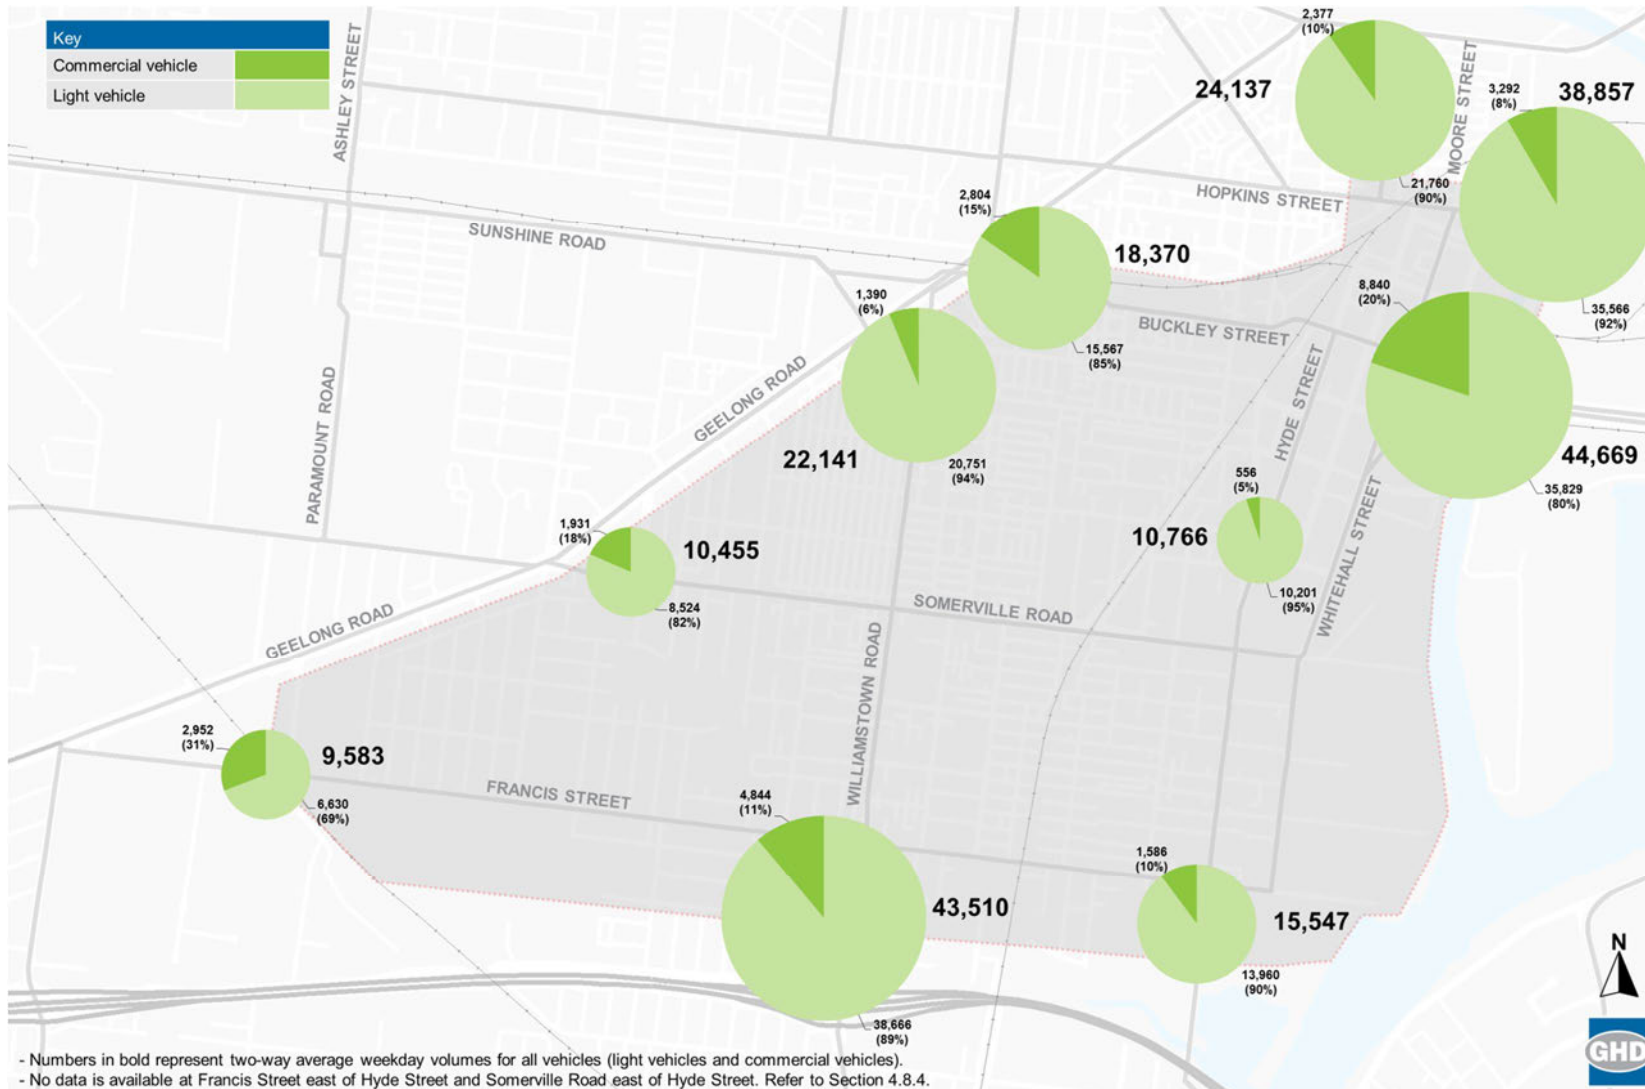 Key
Commercial vehicle
Light vehicle
ASHLEY STREET
2,377
(10%)
24,137
MOORE STREET
3,292
(8%)
38,857
21,760
(90%)
HOPKINS STREET
2,804
(15%)
SUNSHINE ROAD
18,370
8,840
(20%)
35,566
(92%)
1,390
(6%)
BUCKLEY STREET
15,567
(85%)
HYDE STREET
GEELONG ROAD
PARAMOUNT ROAD
22,141
20,751
(94%)
44,669
556
(5%)
35,829
(80%)
WHITEHALL STREET
1,931
(18%)
10,455
10,766
10,201
(95%)
8,524
(82%)
SOMERVILLE ROAD
GEELONG ROAD
WILLIAMSTOWN ROAD
2,952
(31%)
9,583
6,630
(69%)
FRANCIS STREET
4,844
(11%)
1,586
(10%)
43,510
15,547
N
13,960
(90%)
38,666
(89%)
GHD
- Numbers in bold represent two-way average weekday volumes for all vehicles (light vehicles and commercial vehicles).
- No data is available at Francis Street east of Hyde Street and Somerville Road east of Hyde Street. Refer to Section 4.8.4.